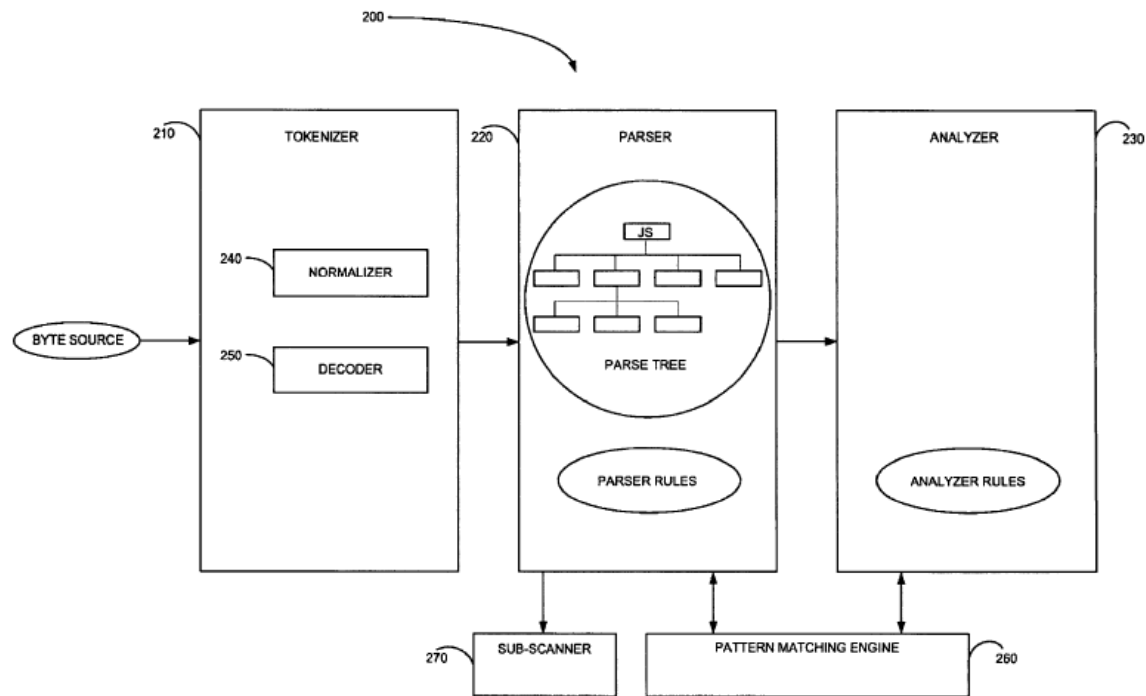 200
210
TOKENIZER
220
PARSER
ANALYZER
230
JS
240
NORMALIZER
BYTE SOURCE
250
DECODER
PARSE TREE
PARSER RULES
ANALYZER RULES
270
SUB-SCANNER
PATTERN MATCHING ENGINE
260